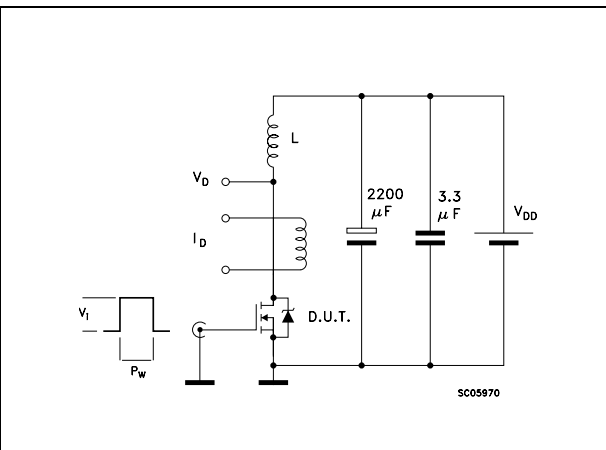 L
V_D
2200
μF
3.3
μF
V_DD
I_D
V_i
D.U.T.
P_W
SC05970